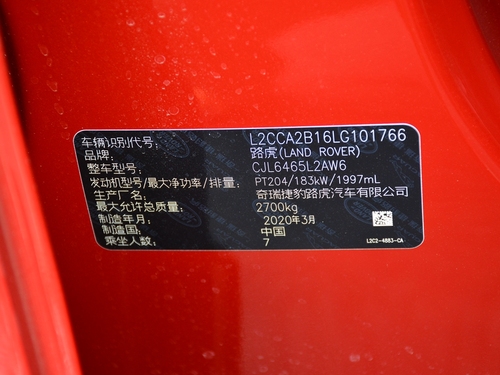 车辆识别代号: L2CCA2B16LG101766
品牌: 路虎(LAND ROVER)
整车型号: CJL6465L2AW6
发动机型号/最大净功率/排量: PT204/183kW/1997mL
生产厂名: 奇瑞捷豹路虎汽车有限公司
最大允许总质量: 2700kg
制造年月: 2020年3月
制造国: 中国
乘坐人数: 7
L2C2-4883-CA